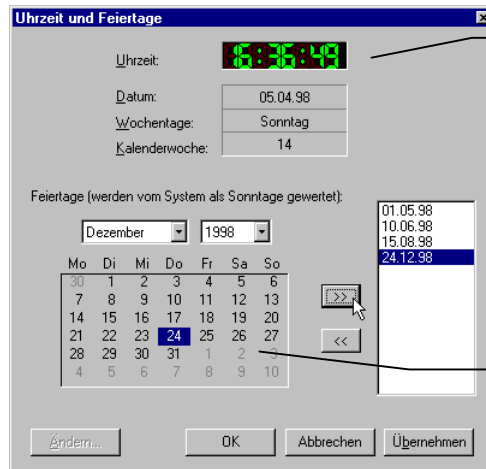 Uhrzeit und Feiertage
Uhrzeit: 16:36:49
Datum: 05.04.98
Wochentage: Sonntag
Kalenderwoche: 14
Feiertage (werden vom System als Sonntage gewertet):
Dezember 1998
Mo Di Mi Do Fr Sa So
30 1 2 3 4 5 6
7 8 9 10 11 12 13
14 15 16 17 18 19 20
21 22 23 24 25 26 27
28 29 30 31 1 2 3
4 5 6 7 8 9 10
>>
<<
01.05.98
10.06.98
15.08.98
24.12.98
Ändern... OK Abbrechen Übernehmen